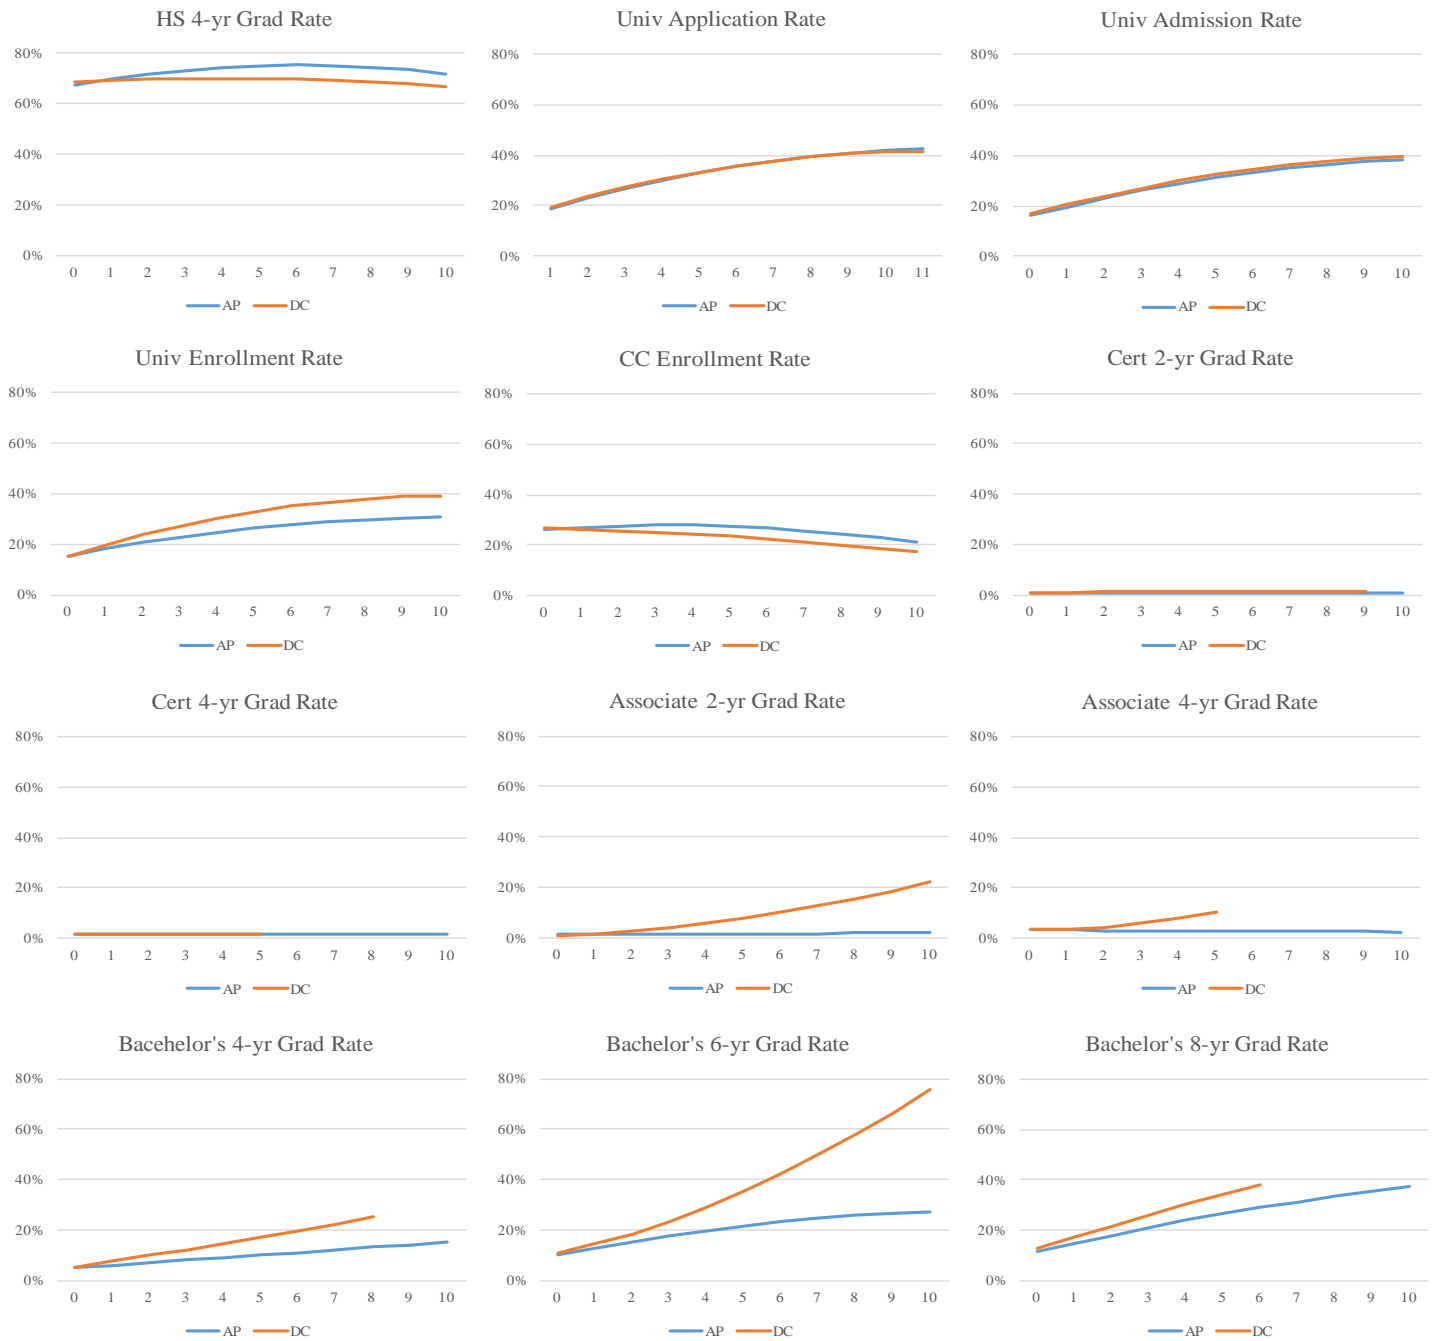 HS 4-yr Grad Rate
80%
60%
40%
20%
0%
0 1 2 3 4 5 6 7 8 9 10
AP DC
Univ Application Rate
80%
60%
40%
20%
0%
1 2 3 4 5 6 7 8 9 10 11
AP DC
Univ Admission Rate
80%
60%
40%
20%
0%
0 1 2 3 4 5 6 7 8 9 10
AP DC
Univ Enrollment Rate
80%
60%
40%
20%
0%
0 1 2 3 4 5 6 7 8 9 10
AP DC
CC Enrollment Rate
80%
60%
40%
20%
0%
0 1 2 3 4 5 6 7 8 9 10
AP DC
Cert 2-yr Grad Rate
80%
60%
40%
20%
0%
0 1 2 3 4 5 6 7 8 9 10
AP DC
Cert 4-yr Grad Rate
80%
60%
40%
20%
0%
0 1 2 3 4 5 6 7 8 9 10
AP DC
Associate 2-yr Grad Rate
80%
60%
40%
20%
0%
0 1 2 3 4 5 6 7 8 9 10
AP DC
Associate 4-yr Grad Rate
80%
60%
40%
20%
0%
0 1 2 3 4 5 6 7 8 9 10
AP DC
Bacehelor's 4-yr Grad Rate
80%
60%
40%
20%
0%
0 1 2 3 4 5 6 7 8 9 10
AP DC
Bachelor's 6-yr Grad Rate
80%
60%
40%
20%
0%
0 1 2 3 4 5 6 7 8 9 10
AP DC
Bachelor's 8-yr Grad Rate
80%
60%
40%
20%
0%
0 1 2 3 4 5 6 7 8 9 10
AP DC